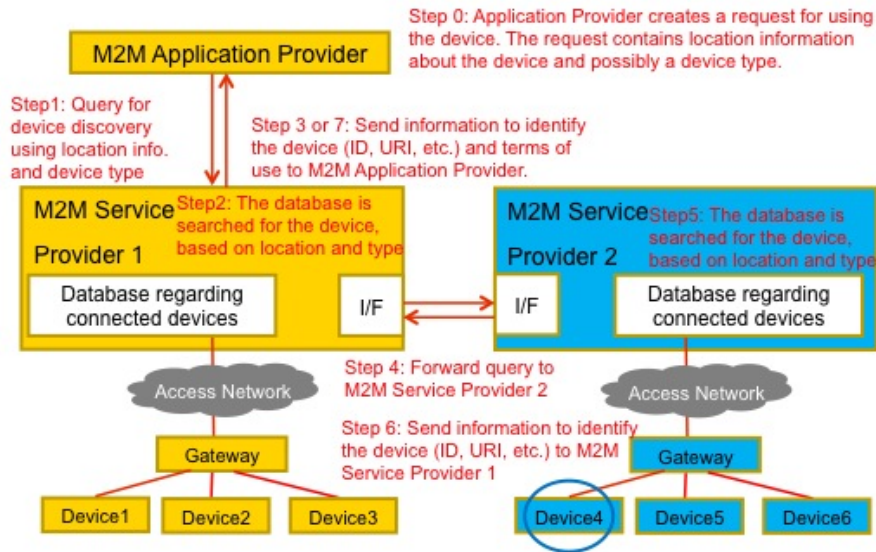 Step 0: Application Provider creates a request for using
the device. The request contains location information
about the device and possibly a device type.
M2M Application Provider
Step1: Query for
device discovery
using location info.
and device type
Step 3 or 7: Send information to identify
the device (ID, URI, etc.) and terms of
use to M2M Application Provider.
M2M Service
Provider 1
Step2: The database is
searched for the device,
based on location and type
Database regarding
connected devices
I/F
M2M Service
Provider 2
Step5: The database is
searched for the device,
based on location and type
I/F
Database regarding
connected devices
Step 4: Forward query to
M2M Service Provider 2
Access Network
Access Network
Step 6: Send information to identify
the device (ID, URI, etc.) to M2M
Service Provider 1
Gateway
Gateway
Device1
Device2
Device3
Device4
Device5
Device6